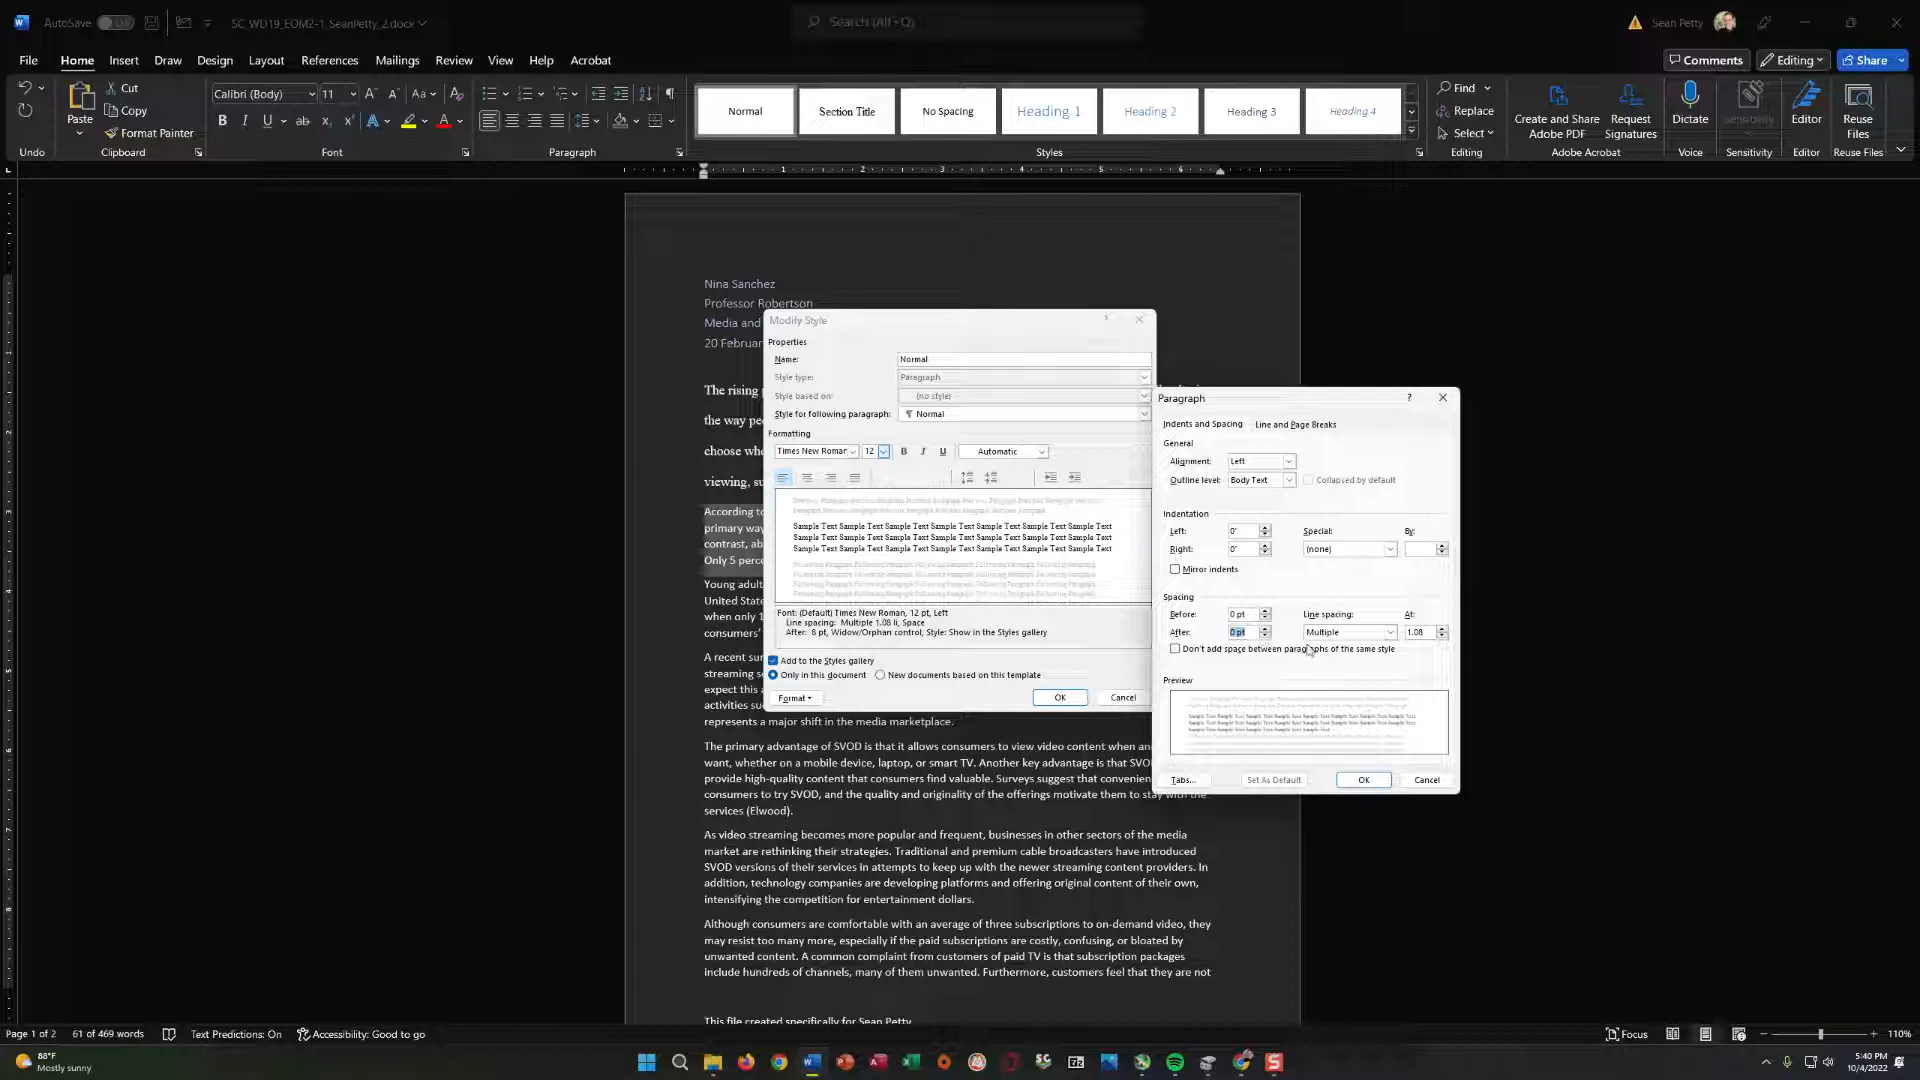 AutoSave Off SC_WD19_EOM2-1_SeanPetty_2.docx Search (Alt+Q) Sean Petty
File Home Insert Draw Design Layout References Mailings Review View Help Acrobat Comments Editing Share
Paste Cut Copy Format Painter
Calibri (Body) 11
Normal Section Title No Spacing Heading 1 Heading 2 Heading 3 Heading 4
Find Replace Select
Create and Share Adobe PDF Request Signatures Dictate Sensitivity Editor Reuse Files
Undo Clipboard Font Paragraph Styles Editing Adobe Acrobat Voice Sensitivity Editor Reuse Files
1 2 3 4 5 6
Nina Sanchez
Professor Robertson
Media and
20 Februar
The rising p
the way peo
choose whe
viewing, su
According to
primary way
contrast, ab
Only 5 perce
Young adult
United State
when only 1
consumers'
A recent sur
streaming se
expect this a
activities su
represents a major shift in the media marketplace.
The primary advantage of SVOD is that it allows consumers to view video content when an
want, whether on a mobile device, laptop, or smart TV. Another key advantage is that SVO
provide high-quality content that consumers find valuable. Surveys suggest that convenien
consumers to try SVOD, and the quality and originality of the offerings motivate them to stay with the
services (Elwood).
As video streaming becomes more popular and frequent, businesses in other sectors of the media
market are rethinking their strategies. Traditional and premium cable broadcasters have introduced
SVOD versions of their services in attempts to keep up with the newer streaming content providers. In
addition, technology companies are developing platforms and offering original content of their own,
intensifying the competition for entertainment dollars.
Although consumers are comfortable with an average of three subscriptions to on-demand video, they
may resist too many more, especially if the paid subscriptions are costly, confusing, or bloated by
unwanted content. A common complaint from customers of paid TV is that subscription packages
include hundreds of channels, many of them unwanted. Furthermore, customers feel that they are not
This file created specifically for Sean Petty
Modify Style
Properties
Name: Normal
Style type: Paragraph
Style based on: (no style)
Style for following paragraph: Normal
Formatting
Times New Roman 12 B I U Automatic
Sample Text Sample Text Sample Text Sample Text Sample Text Sample Text Sample Text
Sample Text Sample Text Sample Text Sample Text Sample Text Sample Text Sample Text
Sample Text Sample Text Sample Text Sample Text Sample Text Sample Text Sample Text
Font: (Default) Times New Roman, 12 pt, Left
Line spacing: Multiple 1.08 li, Space
After: 8 pt, Widow/Orphan control, Style: Show in the Styles gallery
Add to the Styles gallery
Only in this document New documents based on this template
Format OK Cancel
Paragraph ?
Indents and Spacing Line and Page Breaks
General
Alignment: Left
Outline level: Body Text Collapsed by default
Indentation
Left: 0" Special: By:
Right: 0" (none)
Mirror indents
Spacing
Before: 0 pt Line spacing: At:
After: 0 pt Multiple 1.08
Don't add space between paragraphs of the same style
Preview
Tabs... Set As Default OK Cancel
Page 1 of 2 61 of 469 words Text Predictions: On Accessibility: Good to go Focus 110%
88°F
Mostly sunny
5:40 PM
10/4/2022